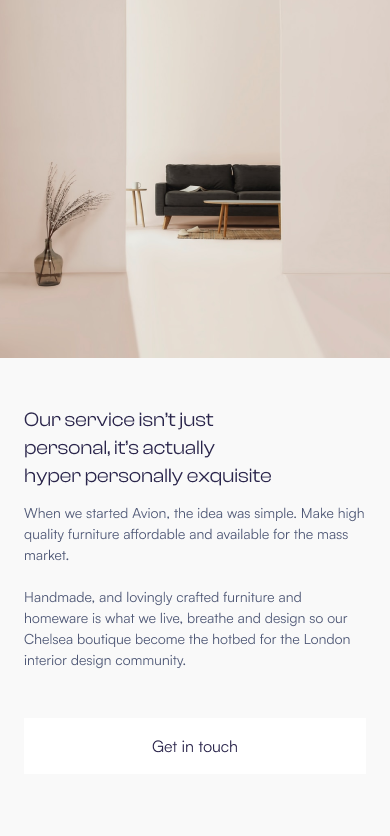 Our service isn't just
personal, it's actually
hyper personally exquisite
When we started Avion, the idea was simple. Make high
quality furniture affordable and available for the mass
market.
Handmade, and lovingly crafted furniture and
homeware is what we live, breathe and design so our
Chelsea boutique become the hotbed for the London
interior design community.
Get in touch